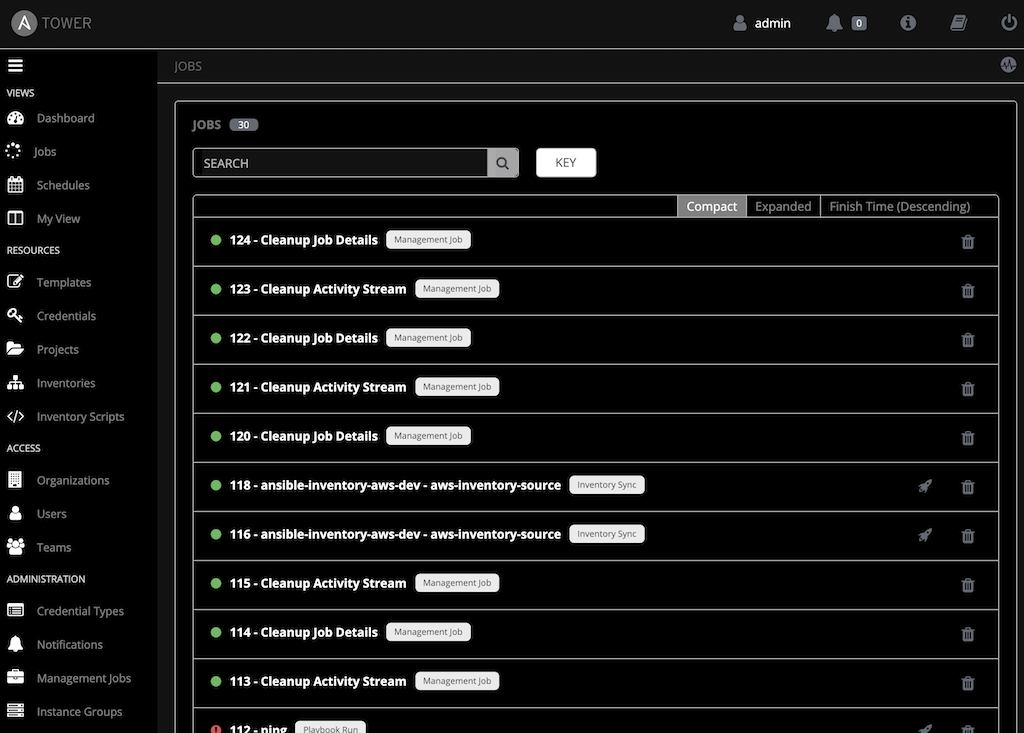 A TOWER
admin
0
JOBS
VIEWS
Dashboard
Jobs
Schedules
My View
RESOURCES
Templates
Credentials
Projects
Inventories
Inventory Scripts
ACCESS
Organizations
Users
Teams
ADMINISTRATION
Credential Types
Notifications
Management Jobs
Instance Groups
JOBS 30
SEARCH
KEY
Compact Expanded Finish Time (Descending)
124 - Cleanup Job Details Management Job
123 - Cleanup Activity Stream Management Job
122 - Cleanup Job Details Management Job
121 - Cleanup Activity Stream Management Job
120 - Cleanup Job Details Management Job
118 - ansible-inventory-aws-dev - aws-inventory-source Inventory Sync
116 - ansible-inventory-aws-dev - aws-inventory-source Inventory Sync
115 - Cleanup Activity Stream Management Job
114 - Cleanup Job Details Management Job
113 - Cleanup Activity Stream Management Job
112 - ping Playbook Run